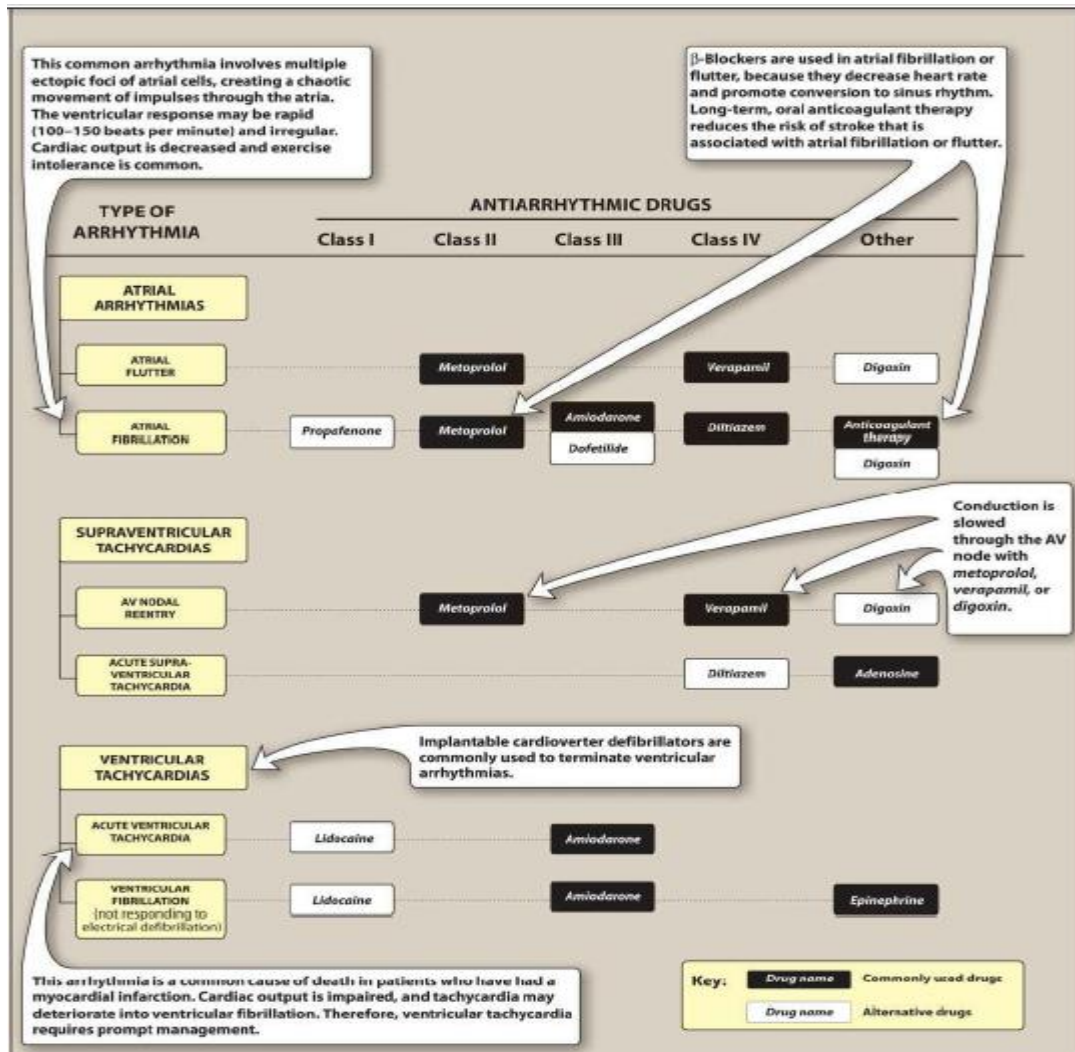 This common arrhythmia involves multiple
ectopic foci of atrial cells, creating a chaotic
movement of impulses through the atria.
The ventricular response may be rapid
(100–150 beats per minute) and irregular.
Cardiac output is decreased and exercise
intolerance is common.
β-Blockers are used in atrial fibrillation or
flutter, because they decrease heart rate
and promote conversion to sinus rhythm.
Long-term, oral anticoagulant therapy
reduces the risk of stroke that is
associated with atrial fibrillation or flutter.
TYPE OF
ARRHYTHMIA
ANTIARRHYTHMIC DRUGS
Class I Class II Class III Class IV Other
ATRIAL
ARRHYTHMIAS
ATRIAL
FLUTTER
Metoprolol Verapamil Digoxin
ATRIAL
FIBRILLATION
Propafenone Metoprolol Amiodarone Diltiazem Anticoagulant
therapy
Dofetilide Digoxin
SUPRAVENTRICULAR
TACHYCARDIAS
Conduction is
slowed
through the AV
node with
metoprolol,
verapamil, or
digoxin.
AV NODAL
REENTRY
Metoprolol Verapamil Digoxin
ACUTE SUPRA-
VENTRICULAR
TACHYCARDIA
Diltiazem Adenosine
VENTRICULAR
TACHYCARDIAS
Implantable cardioverter defibrillators are
commonly used to terminate ventricular
arrhythmias.
ACUTE VENTRICULAR
TACHYCARDIA
Lidocaine Amiodarone
VENTRICULAR
FIBRILLATION
(not responding to
electrical defibrillation)
Lidocaine Amiodarone Epinephrine
This arrhythmia is a common cause of death in patients who have had a
myocardial infarction. Cardiac output is impaired, and tachycardia may
deteriorate into ventricular fibrillation. Therefore, ventricular tachycardia
requires prompt management.
Key: Drug name Commonly used drugs
Drug name Alternative drugs